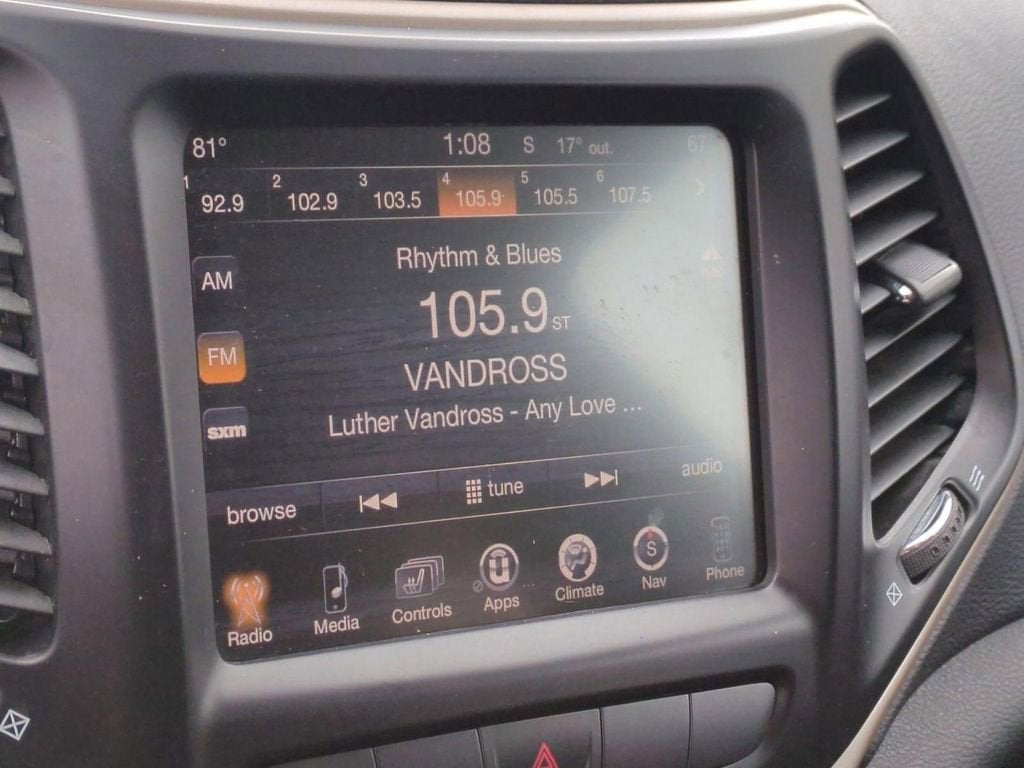 81° 1:08 S 17° out. 67
1 92.9 2 102.9 3 103.5 4 105.9 5 105.5 6 107.5
Rhythm & Blues
AM
105.9 ST
FM
VANDROSS
Luther Vandross - Any Love ...
sxm
browse tune audio
Radio Media Controls Apps Climate Nav Phone
S